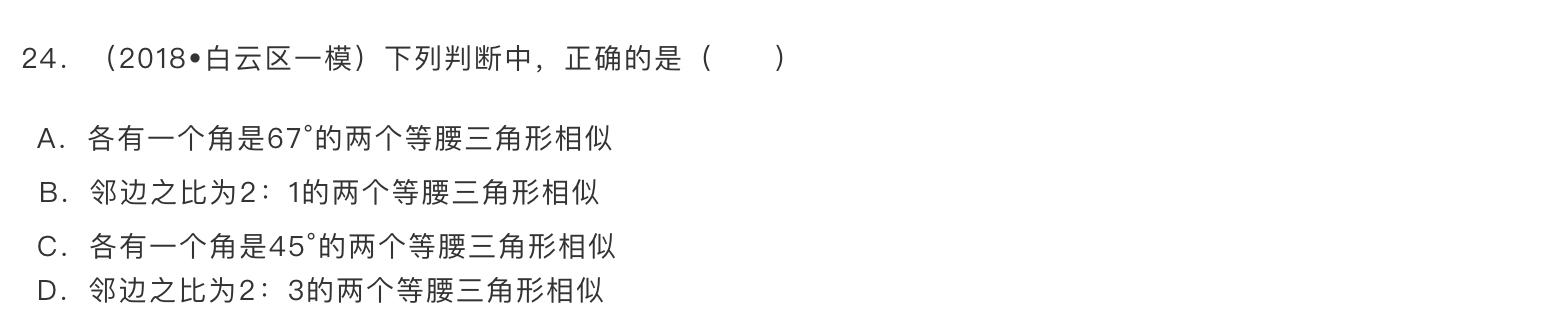 24. （2018•白云区一模）下列判断中，正确的是（　　）
A. 各有一个角是67°的两个等腰三角形相似
B. 邻边之比为2：1的两个等腰三角形相似
C. 各有一个角是45°的两个等腰三角形相似
D. 邻边之比为2：3的两个等腰三角形相似